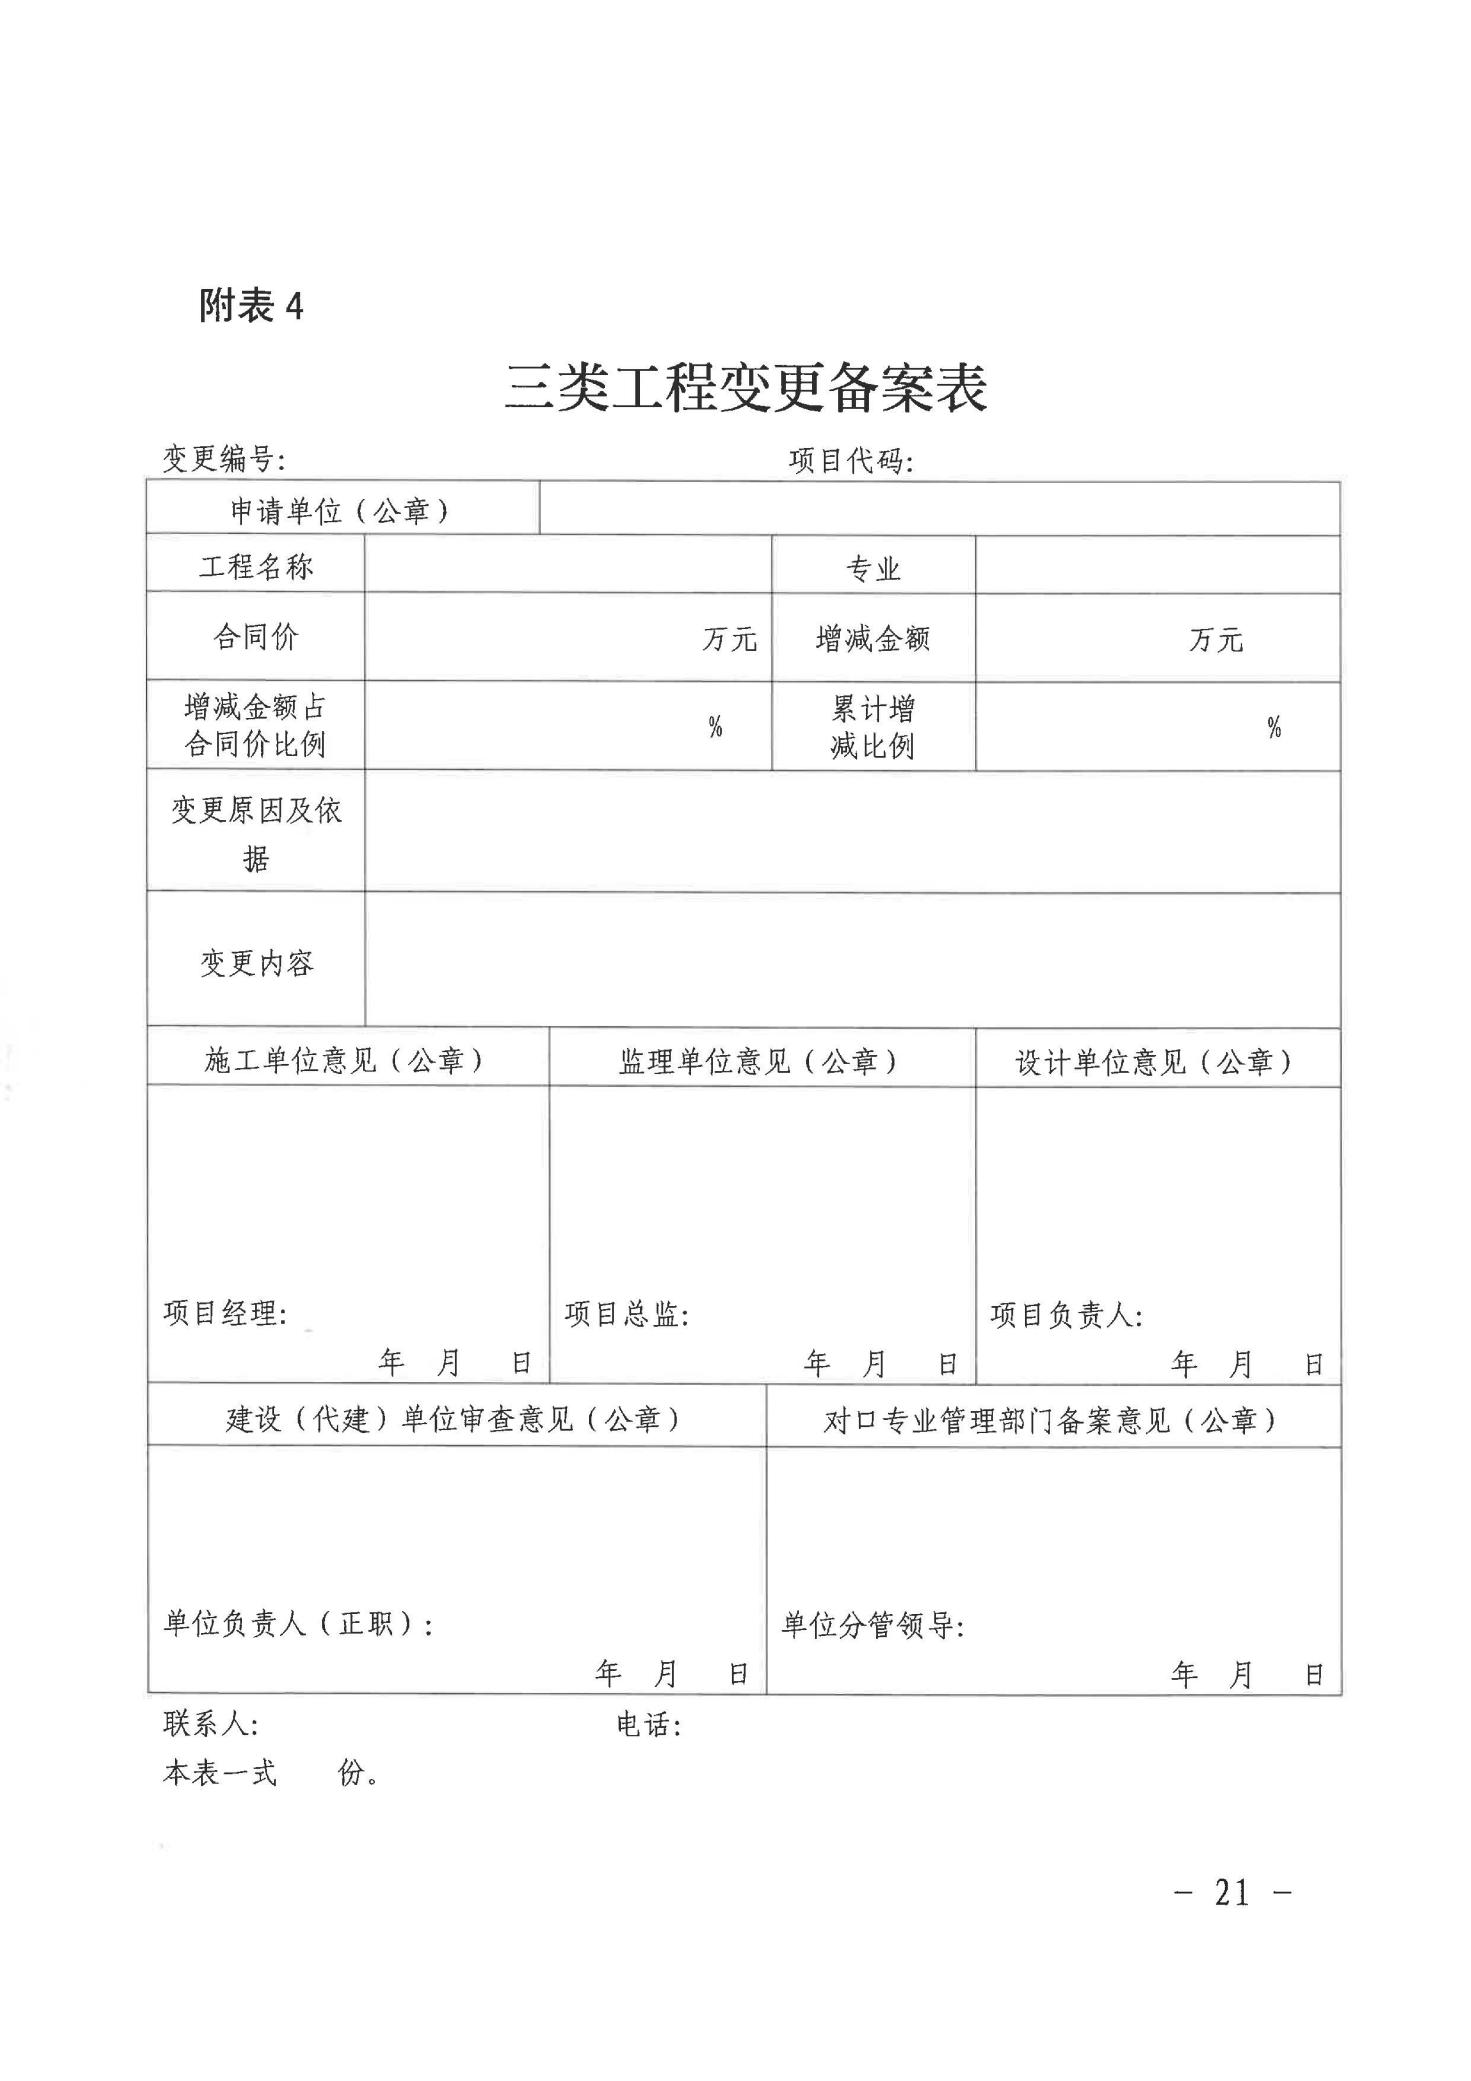 附表 4
三类工程变更备案表
变更编号: 项目代码:
申请单位（公章）
工程名称 专业
合同价 万元 增减金额 万元
增减金额占 累计增
% %
合同价比例 减比例
变更原因及依
据
变更内容
施工单位意见（公章） 监理单位意见（公章） 设计单位意见（公章）
项目经理: 项目总监: 项目负责人:
年 月 日 年 月 日 年 月 日
建设（代建）单位审查意见（公章） 对口专业管理部门备案意见（公章）
单位负责人（正职）: 单位分管领导:
年 月 日 年 月 日
联系人: 电话:
本表一式 份。
- 21 -